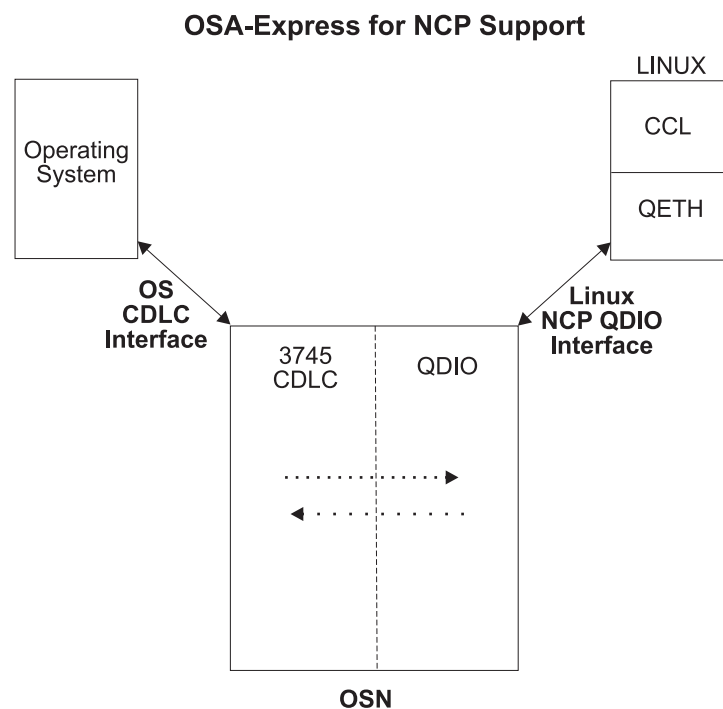 OSA-Express for NCP Support
LINUX
Operating
System
CCL
QETH
OS
CDLC
Interface
Linux
NCP QDIO
Interface
3745
CDLC
QDIO
OSN